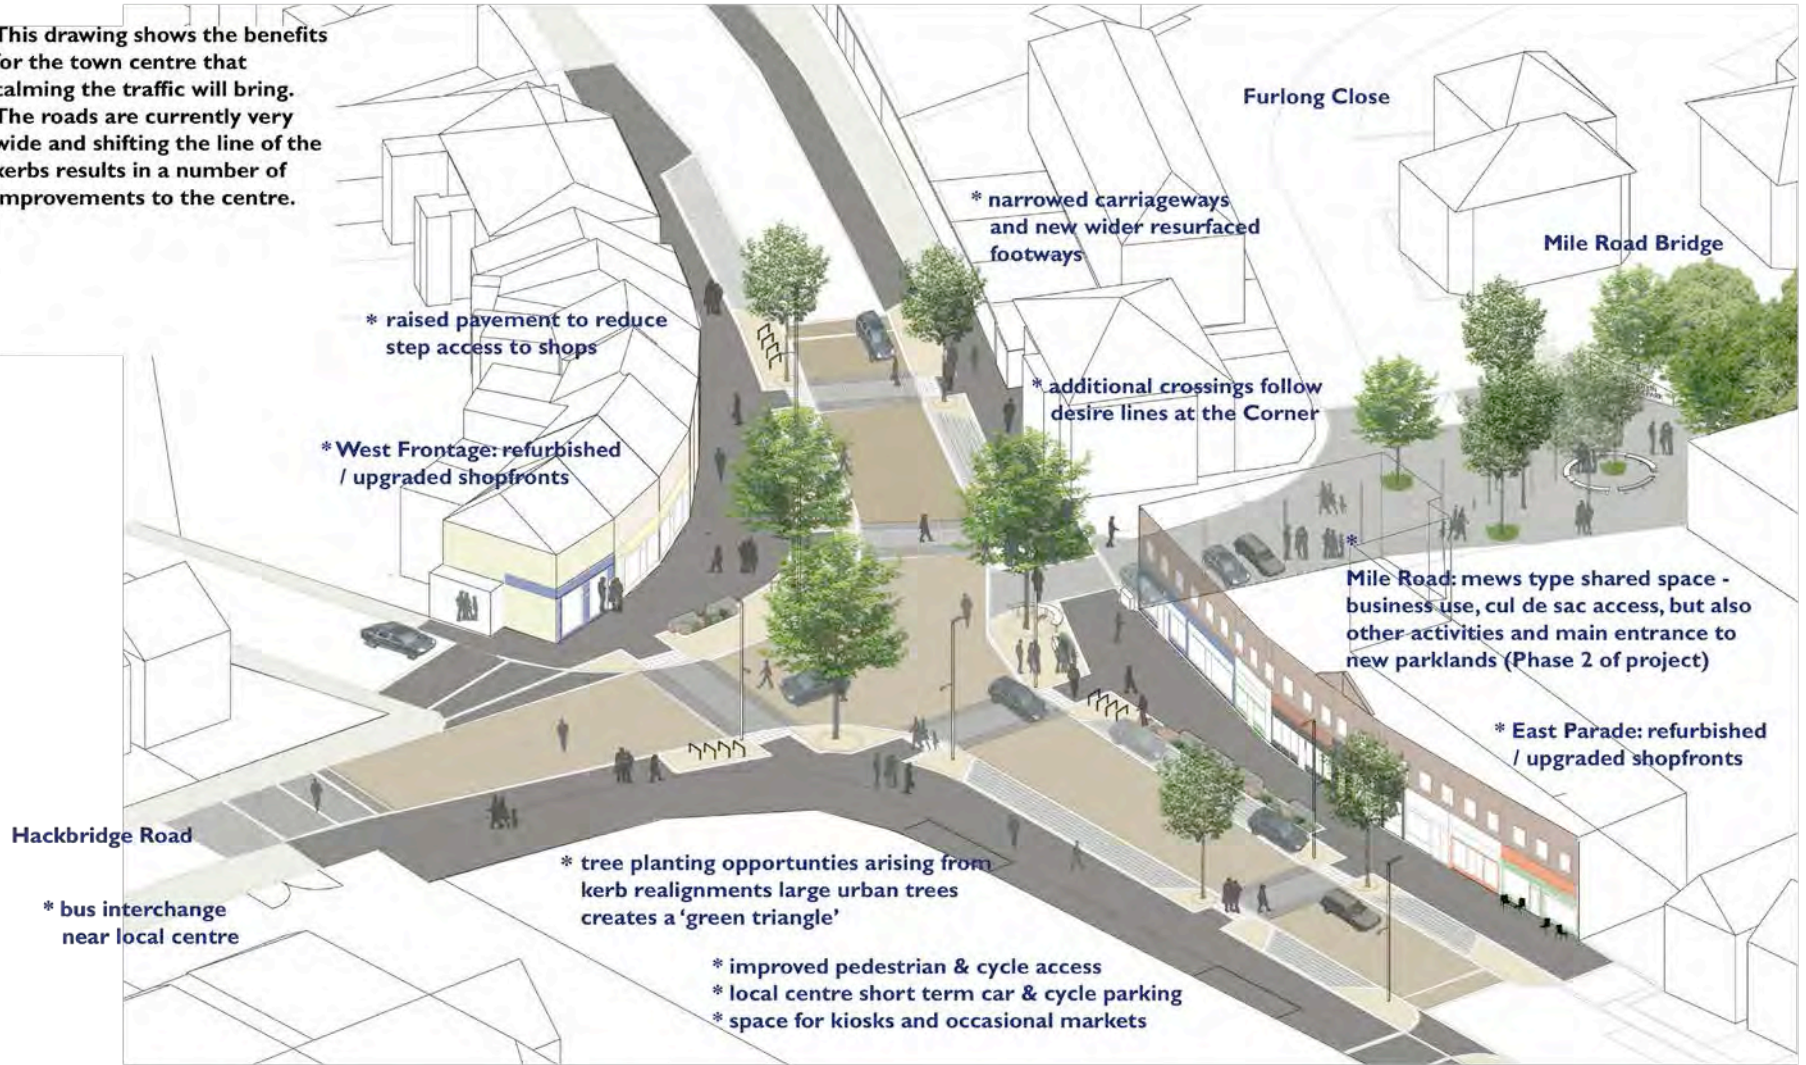 This drawing shows the benefits
for the town centre that
calming the traffic will bring.
The roads are currently very
wide and shifting the line of the
kerbs results in a number of
improvements to the centre.
Furlong Close
* narrowed carriageways
and new wider resurfaced
footways
Mile Road Bridge
* raised pavement to reduce
step access to shops
* additional crossings follow
desire lines at the Corner
* West Frontage: refurbished
/ upgraded shopfronts
*
Mile Road: mews type shared space -
business use, cul de sac access, but also
other activities and main entrance to
new parklands (Phase 2 of project)
* East Parade: refurbished
/ upgraded shopfronts
Hackbridge Road
* tree planting opportunties arising from
kerb realignments large urban trees
creates a ‘green triangle’
* bus interchange
near local centre
* improved pedestrian & cycle access
* local centre short term car & cycle parking
* space for kiosks and occasional markets